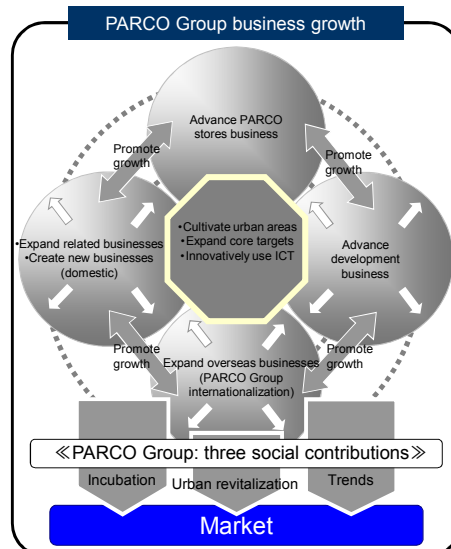 PARCO Group business growth
Advance PARCO
stores business
Promote
growth
Promote
growth
•Expand related businesses
•Create new businesses
(domestic)
•Cultivate urban areas
•Expand core targets
•Innovatively use ICT
Advance
development
business
Promote
growth
Promote
growth
Expand overseas businesses
(PARCO Group
internationalization)
≪PARCO Group: three social contributions≫
Incubation
Urban revitalization
Trends
Market